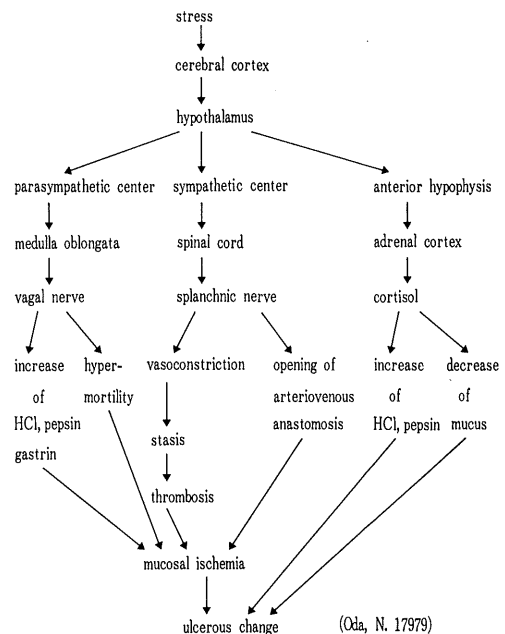 stress
cerebral cortex
hypothalamus
parasympathetic center sympathetic center anterior hypophysis
medulla oblongata spinal cord adrenal cortex
vagal nerve splanchnic nerve cortisol
increase
of
HCl, pepsin
gastrin
hyper-
mortility
vasoconstriction
opening of
arteriovenous
anastomosis
increase
of
HCl, pepsin
decrease
of
mucus
stasis
thrombosis
mucosal ischemia
ulcerous change
(Oda, N. 17979)